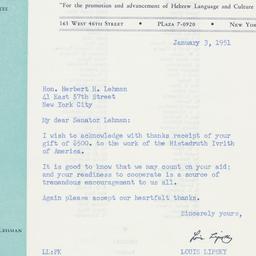 "For the promotion and advancement of Hebrew Language and Culture
165 WEST 46TH STREET • PLAZA 7-0920 • NEW YOR
January 3, 1951
Hon. Herbert H. Lehman
41 East 57th Street
New York City
My dear Senator Lehman:
I wish to acknowledge with thanks receipt of your
gift of $500. to the work of the Histadruth Ivrith
of America.
It is good to know that we may count on your aid;
and your readiness to cooperate is a source of
tremendous encouragement to us all.
Again please accept our heartfelt thanks.
Sincerely yours,
Louis Lipsky
LL:FK LOUIS LIPSKY
LEHMAN